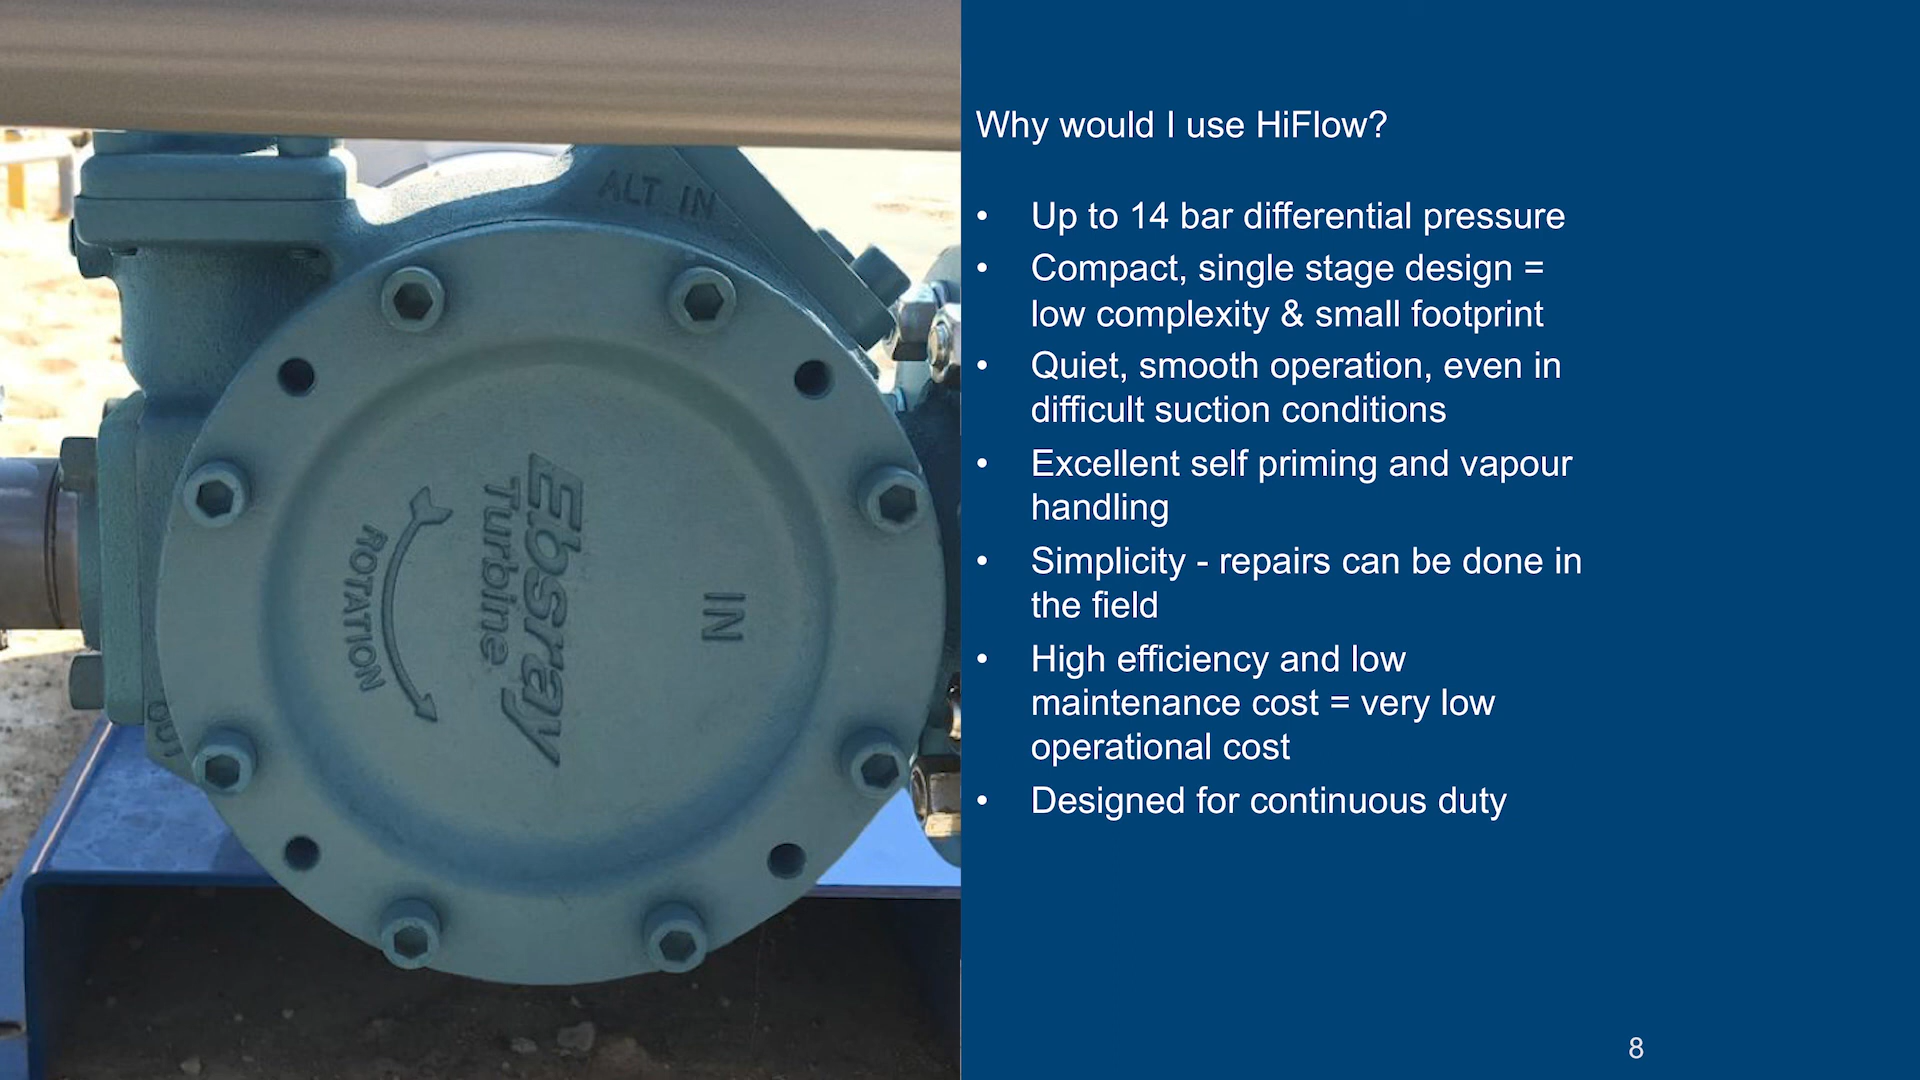 ALT IN
Ebsray
Turbine
ROTATION
IN
OUT
Why would I use HiFlow?
• Up to 14 bar differential pressure
• Compact, single stage design =
low complexity & small footprint
• Quiet, smooth operation, even in
difficult suction conditions
• Excellent self priming and vapour
handling
• Simplicity - repairs can be done in
the field
• High efficiency and low
maintenance cost = very low
operational cost
• Designed for continuous duty
8